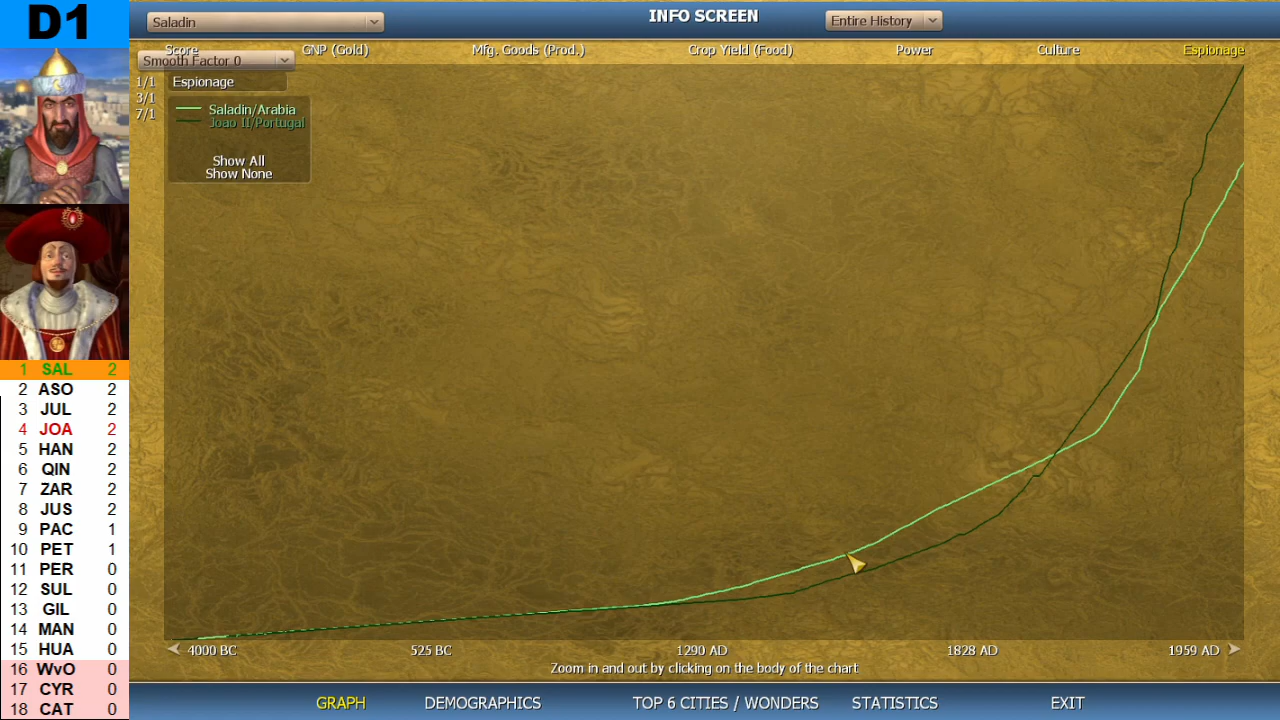 D1
Saladin
INFO SCREEN
Entire History
Score
GNP (Gold)
Mfg. Goods (Prod.)
Crop Yield (Food)
Power
Culture
Espionage
Smooth Factor 0
1/1
3/1
7/1
Espionage
Saladin/Arabia
Joao II/Portugal
Show All
Show None
1 SAL 2
2 ASO 2
3 JUL 2
4 JOA 2
5 HAN 2
6 QIN 2
7 ZAR 2
8 JUS 2
9 PAC 1
10 PET 1
11 PER 0
12 SUL 0
13 GIL 0
14 MAN 0
15 HUA 0
16 WvO 0
17 CYR 0
18 CAT 0
4000 BC
525 BC
1290 AD
1828 AD
1959 AD
Zoom in and out by clicking on the body of the chart
GRAPH
DEMOGRAPHICS
TOP 6 CITIES / WONDERS
STATISTICS
EXIT